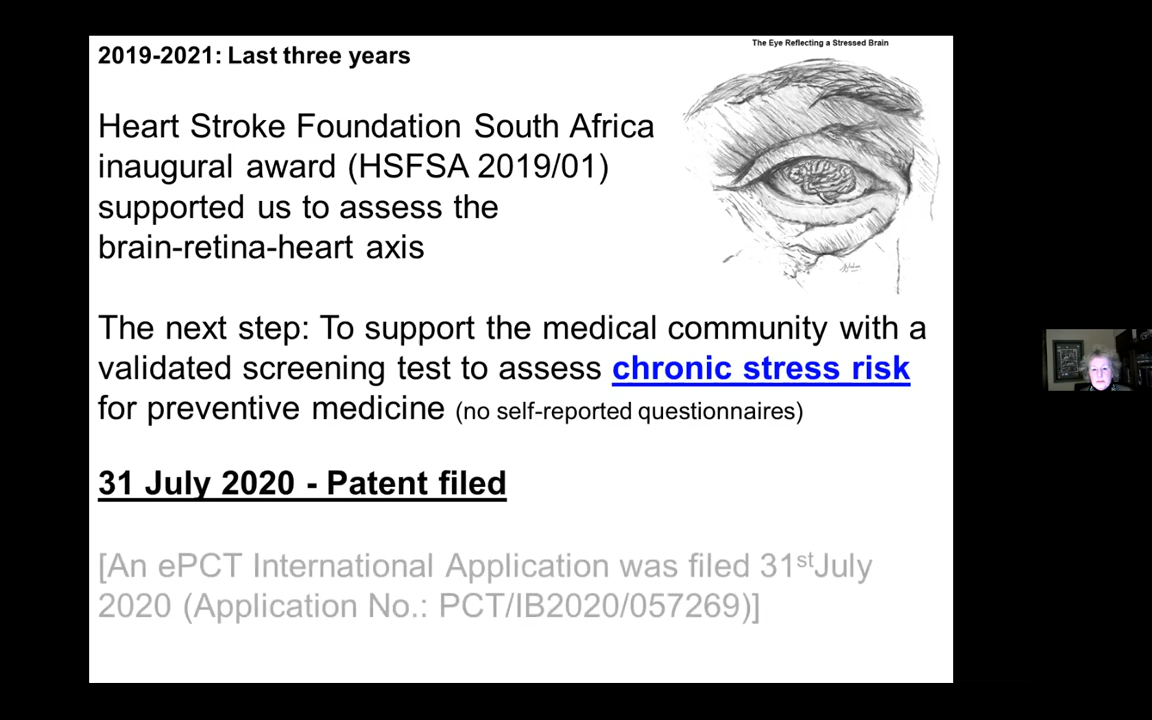 2019-2021: Last three years
The Eye Reflecting a Stressed Brain
Heart Stroke Foundation South Africa
inaugural award (HSFSA 2019/01)
supported us to assess the
brain-retina-heart axis
The next step: To support the medical community with a
validated screening test to assess chronic stress risk
for preventive medicine (no self-reported questionnaires)
31 July 2020 - Patent filed
[An ePCT International Application was filed 31stJuly
2020 (Application No.: PCT/IB2020/057269)]